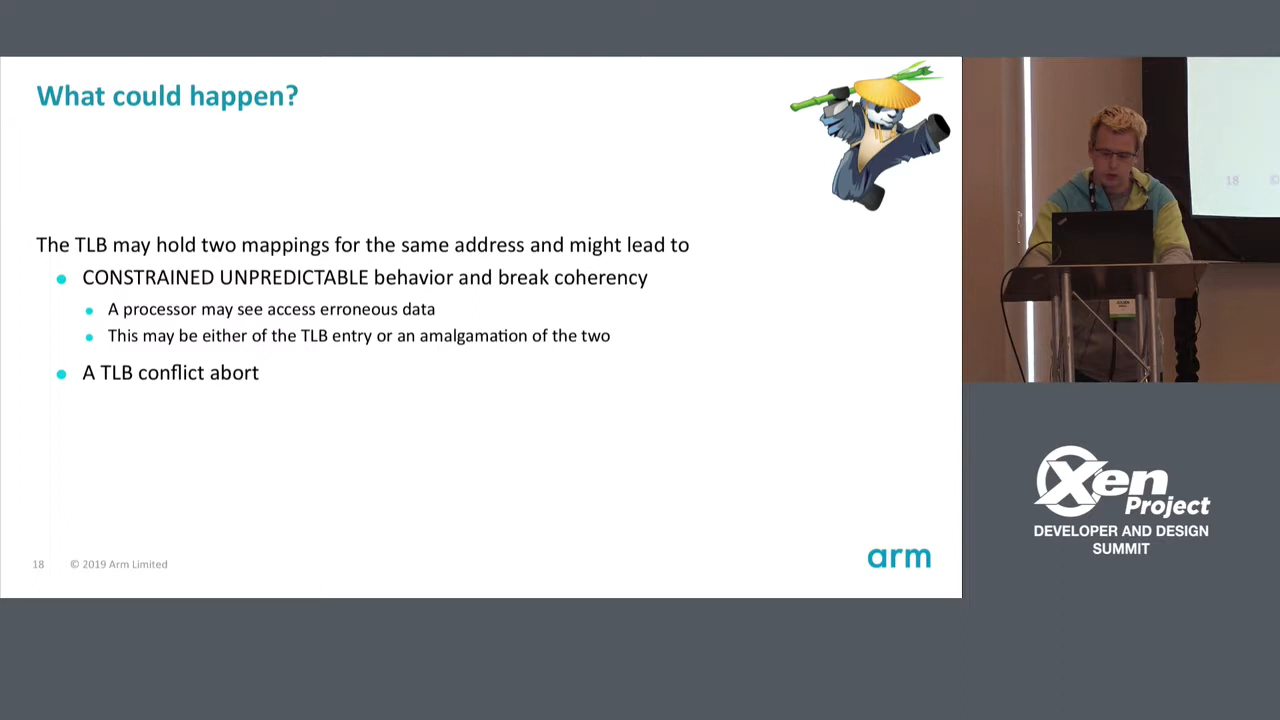 What could happen?
The TLB may hold two mappings for the same address and might lead to
CONSTRAINED UNPREDICTABLE behavior and break coherency
A processor may see access erroneous data
This may be either of the TLB entry or an amalgamation of the two
A TLB conflict abort
18 © 2019 Arm Limited
arm
18 ©
Xen
Project
DEVELOPER AND DESIGN
SUMMIT